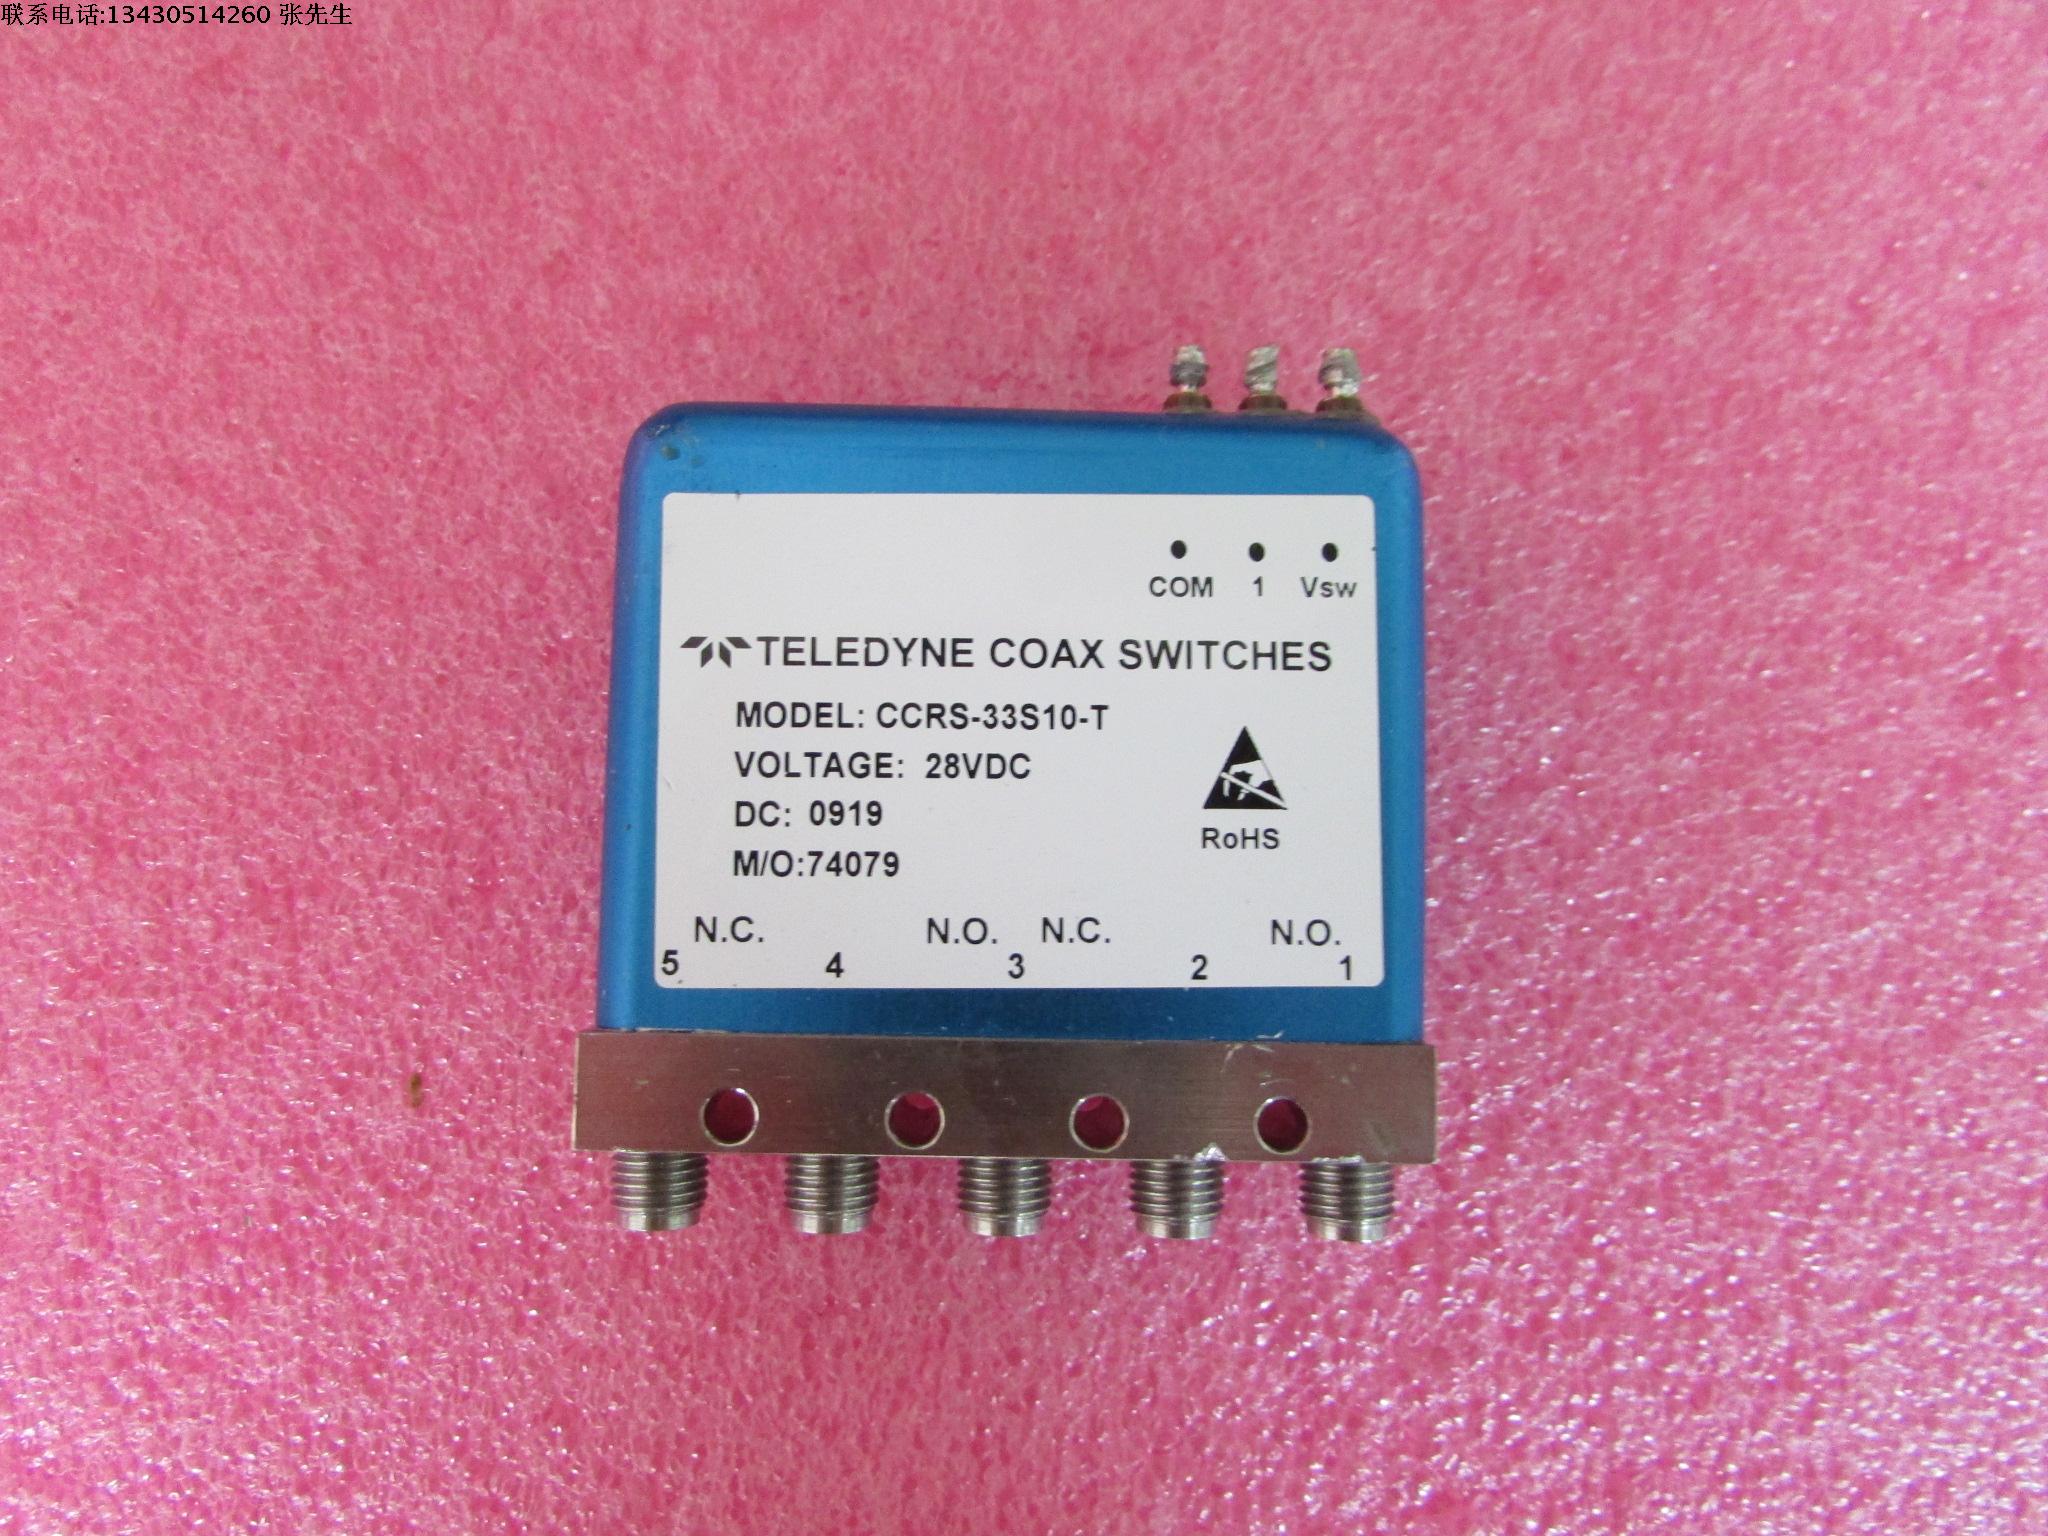 联系电话:13430514260 张先生
COM 1 Vsw
TELEDYNE COAX SWITCHES
MODEL: CCRS-33S10-T
VOLTAGE: 28VDC
DC: 0919
RoHS
M/O:74079
N.C. N.O. N.C. N.O.
5 4 3 2 1